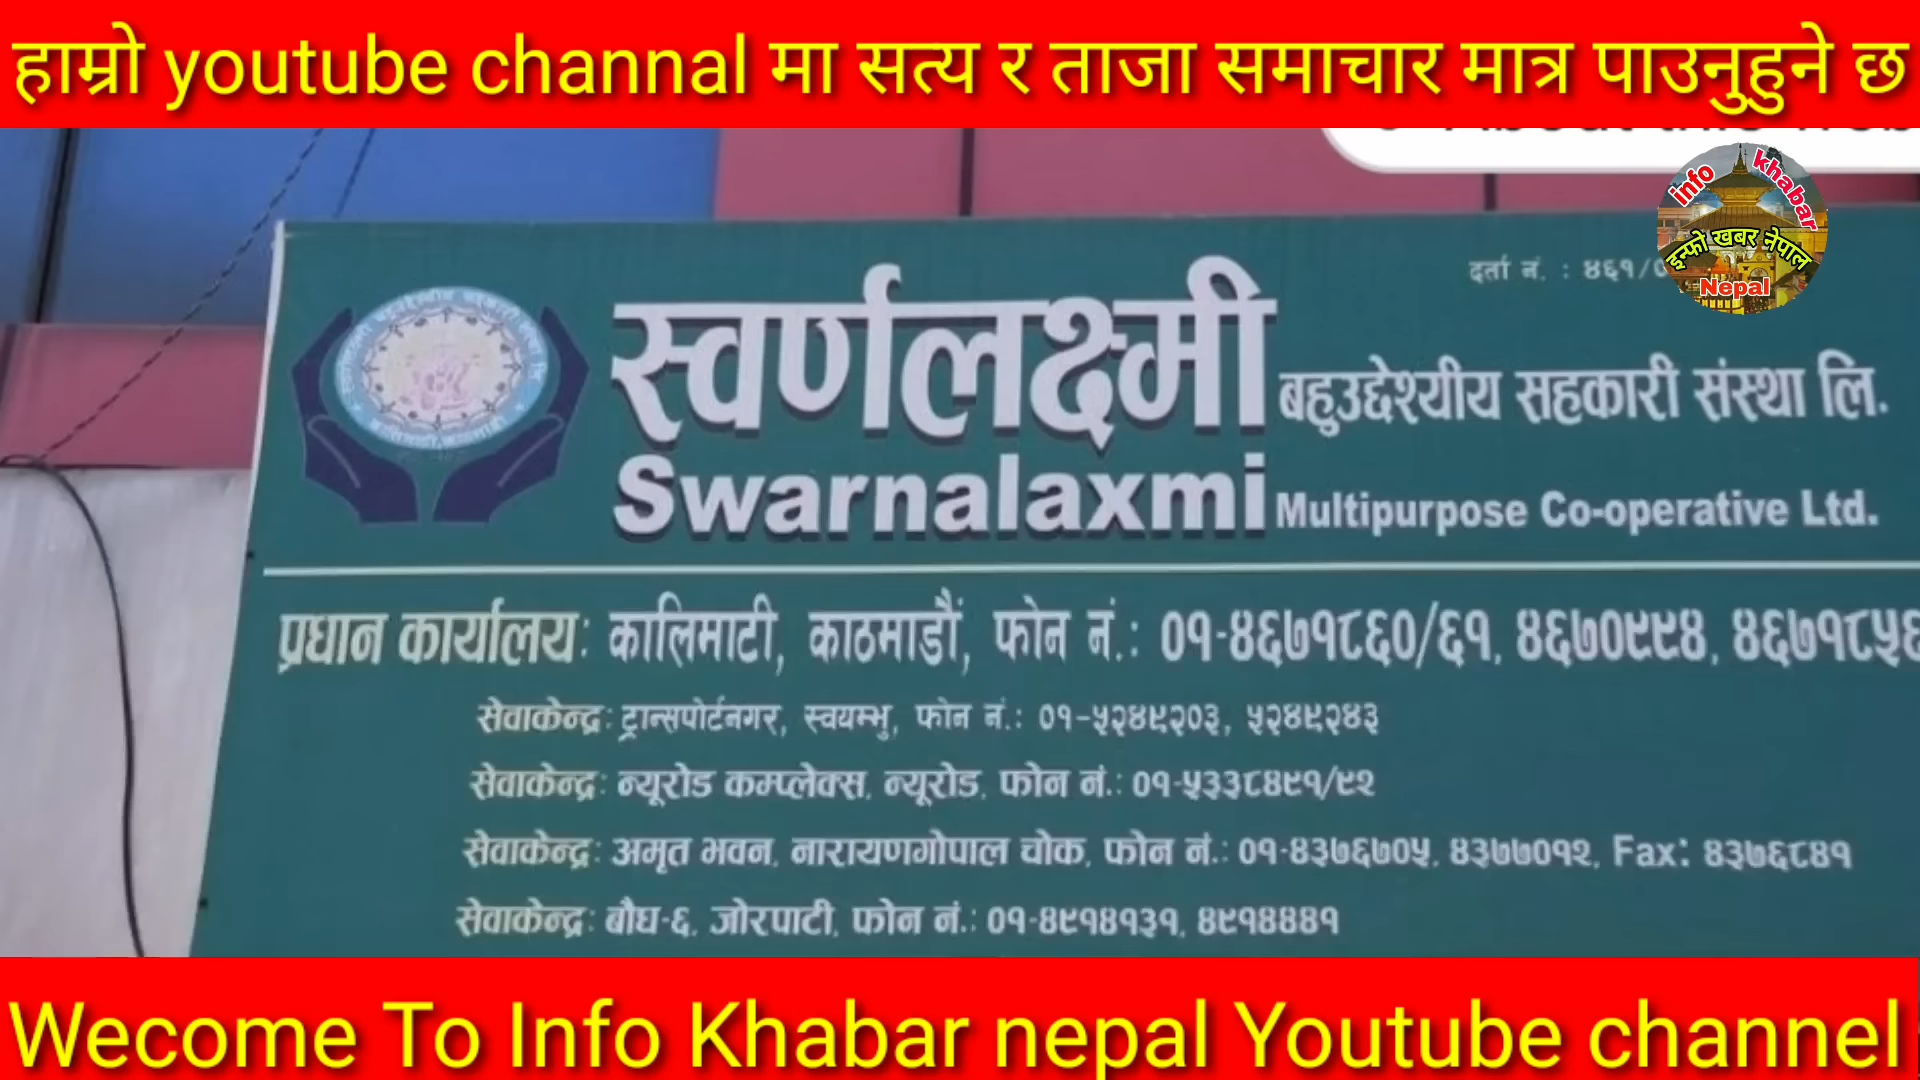 हाम्रो youtube channal मा सत्य र ताजा समाचार मात्र पाउनुहुने छ
info khabar
इन्फो खबर नेपाल
Nepal
दर्ता नं. : ४६१/०
स्वर्णलक्ष्मी बहुउद्देश्यीय सहकारी संस्था लि.
Swarnalaxmi Multipurpose Co-operative Ltd.
प्रधान कार्यालय: कालिमाटी, काठमाडौं, फोन नं.: ०१-४६७१८६०/६१, ४६७०९९४, ४६७१८५६
सेवाकेन्द्र: ट्रान्सपोर्टनगर, स्वयम्भु, फोन नं.: ०१-५२४९२०३, ५२४९२४३
सेवाकेन्द्र: न्यूरोड कम्प्लेक्स, न्यूरोड, फोन नं.: ०१-५३३८४९१/९२
सेवाकेन्द्र: अमृत भवन, नारायणगोपाल चोक, फोन नं.: ०१-४३७६७०५, ४३७७०१२, Fax: ४३७६८४१
सेवाकेन्द्र: बौध-६, जोरपाटी, फोन नं.: ०१-४९१४१३१, ४९१४४४१
Wecome To Info Khabar nepal Youtube channel